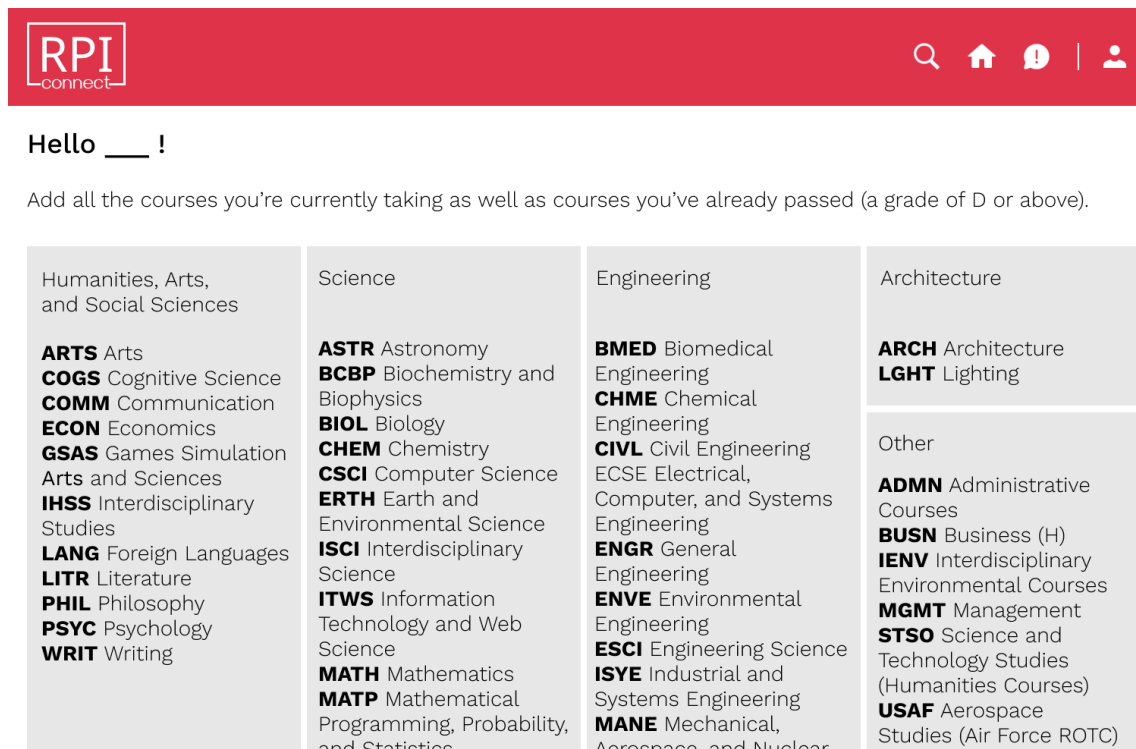 RPI
connect
Hello ___ !
Add all the courses you’re currently taking as well as courses you’ve already passed (a grade of D or above).
Humanities, Arts,
and Social Sciences
ARTS Arts
COGS Cognitive Science
COMM Communication
ECON Economics
GSAS Games Simulation
Arts and Sciences
IHSS Interdisciplinary
Studies
LANG Foreign Languages
LITR Literature
PHIL Philosophy
PSYC Psychology
WRIT Writing
Science
ASTR Astronomy
BCBP Biochemistry and
Biophysics
BIOL Biology
CHEM Chemistry
CSCI Computer Science
ERTH Earth and
Environmental Science
ISCI Interdisciplinary
Science
ITWS Information
Technology and Web
Science
MATH Mathematics
MATP Mathematical
Programming, Probability,
and Statistics
Engineering
BMED Biomedical
Engineering
CHME Chemical
Engineering
CIVL Civil Engineering
ECSE Electrical,
Computer, and Systems
Engineering
ENGR General
Engineering
ENVE Environmental
Engineering
ESCI Engineering Science
ISYE Industrial and
Systems Engineering
MANE Mechanical,
Aerospace, and Nuclear
Architecture
ARCH Architecture
LGHT Lighting
Other
ADMN Administrative
Courses
BUSN Business (H)
IENV Interdisciplinary
Environmental Courses
MGMT Management
STSO Science and
Technology Studies
(Humanities Courses)
USAF Aerospace
Studies (Air Force ROTC)